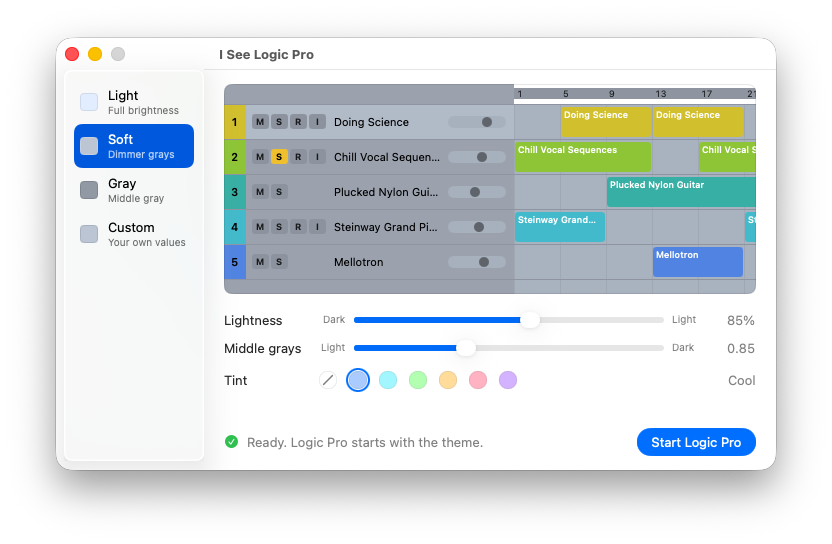 I See Logic Pro
Light
Full brightness
Soft
Dimmer grays
Gray
Middle gray
Custom
Your own values
1 5 9 13 17 21
1 M S R I Doing Science
Doing Science Doing Science
2 M S R I Chill Vocal Sequen...
Chill Vocal Sequences Chill Vocal S
3 M S Plucked Nylon Gui...
Plucked Nylon Guitar
4 M S R I Steinway Grand Pi...
Steinway Grand... St
5 M S Mellotron
Mellotron
Lightness Dark Light 85%
Middle grays Light Dark 0.85
Tint Cool
Ready. Logic Pro starts with the theme.
Start Logic Pro